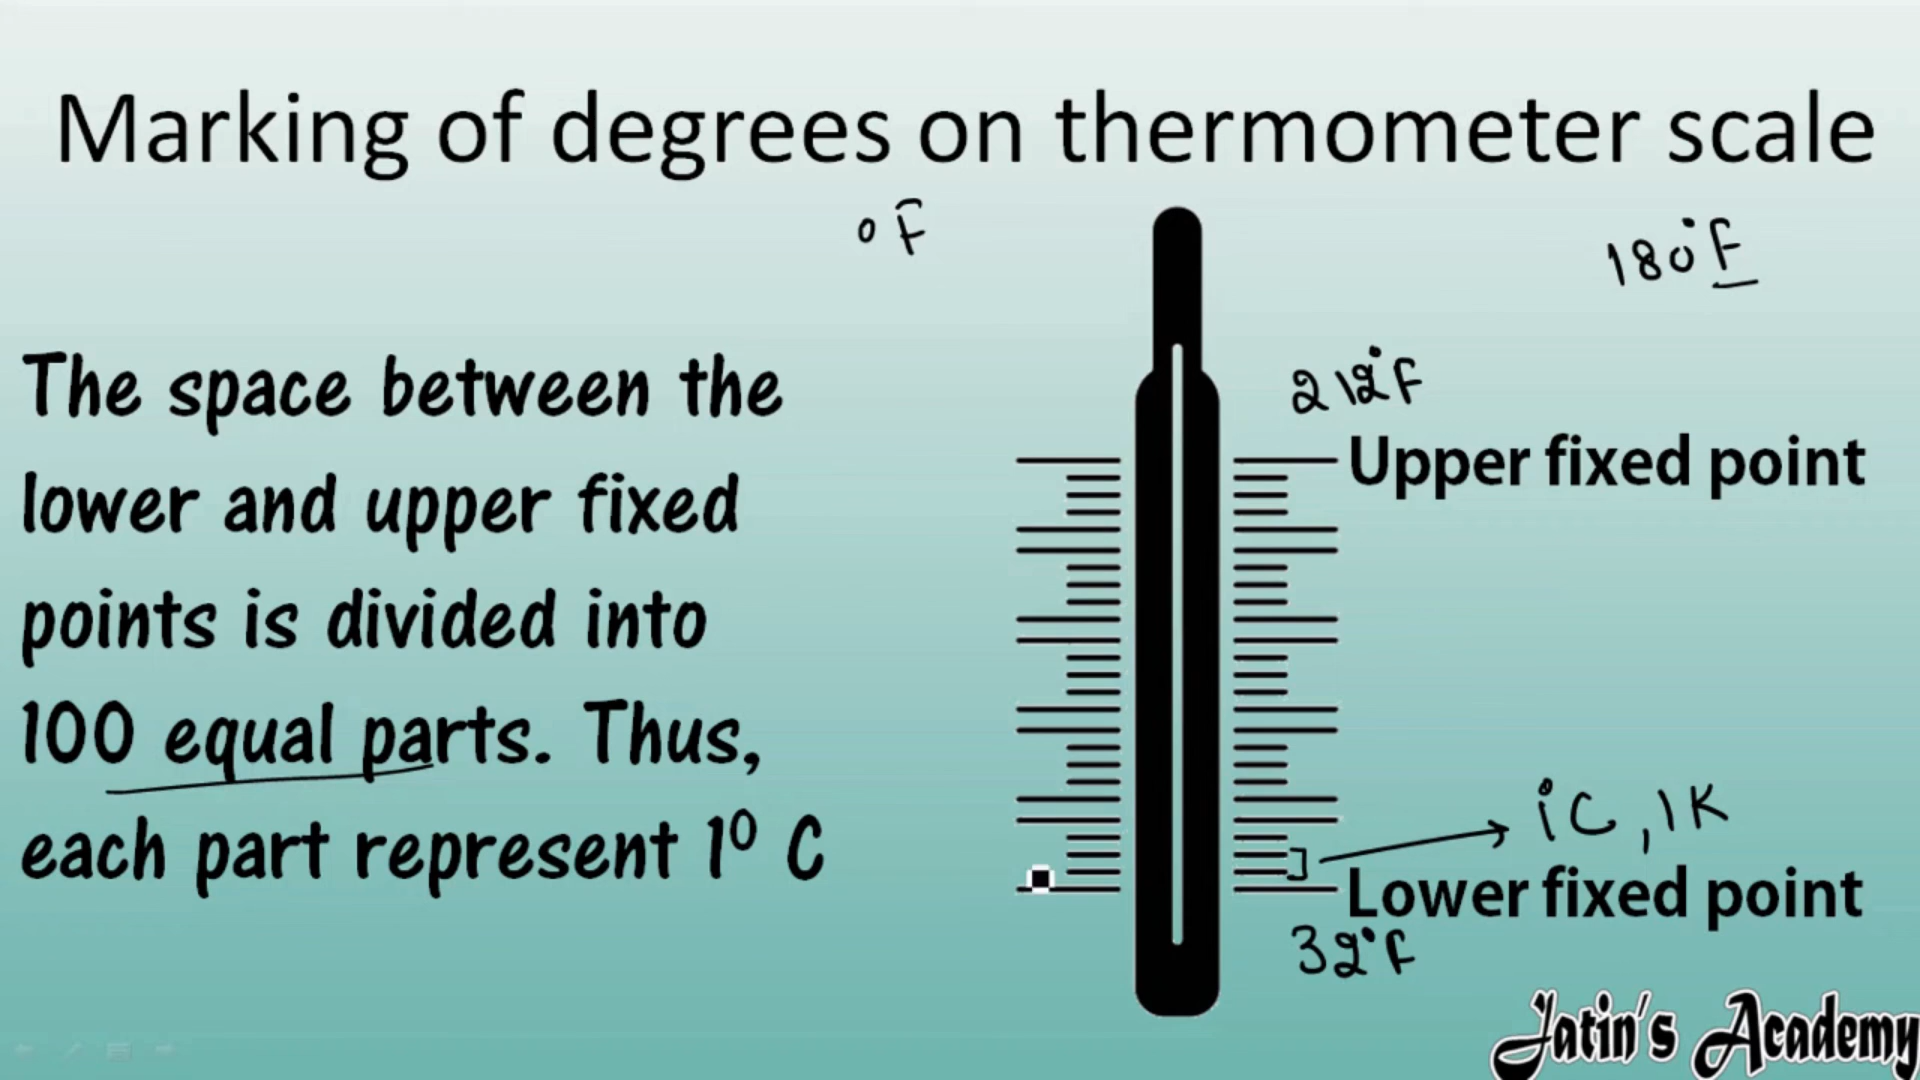 Marking of degrees on thermometer scale
°F
180°F
The space between the
lower and upper fixed
points is divided into
100 equal parts. Thus,
each part represent 1⁰ C
212°F
Upper fixed point
1°C, 1K
Lower fixed point
32°F
Jatin's Academy